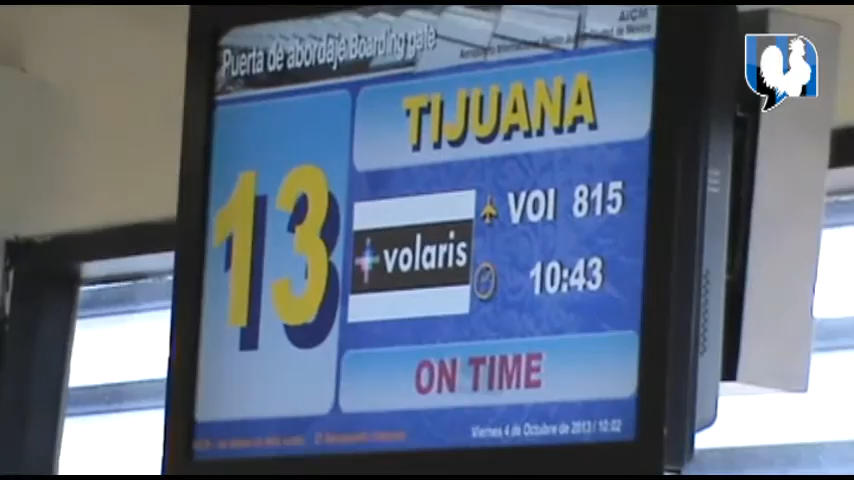 Puerta de abordaje/Boarding gate
AICM
TIJUANA
13
VOI 815
volaris
10:43
ON TIME
Viernes 4 de Octubre de 2013 / 10:02